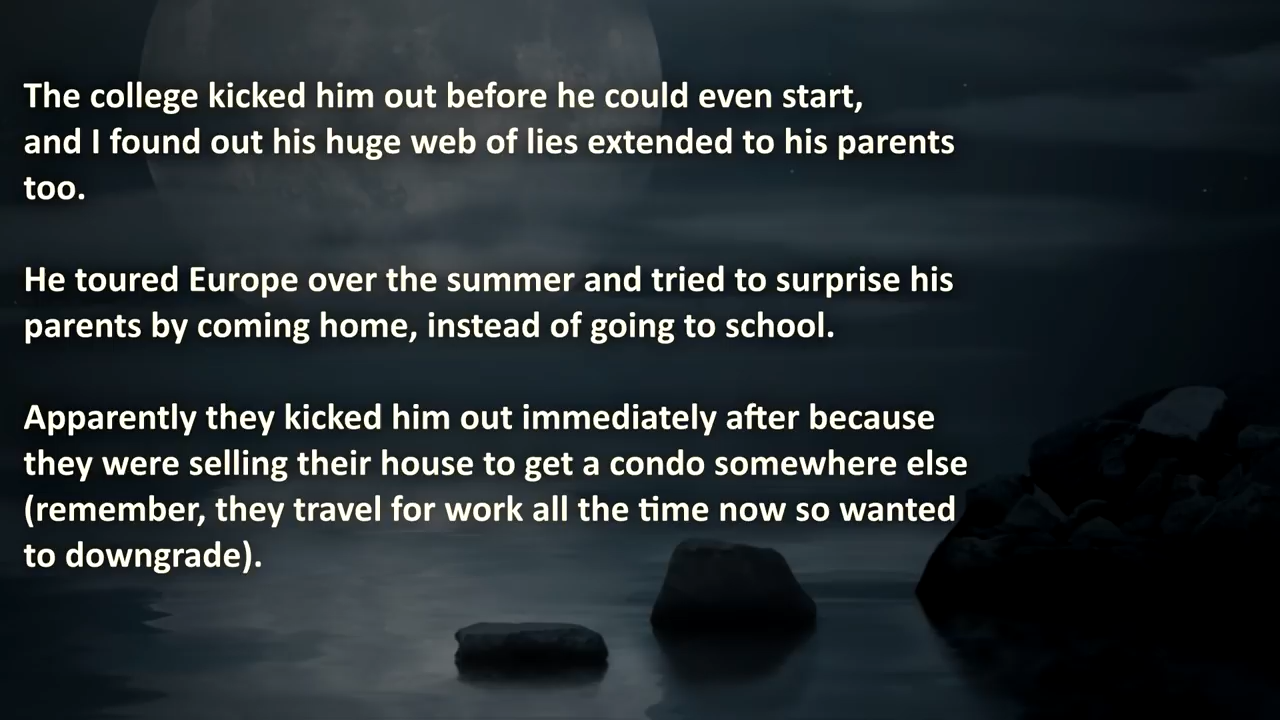 The college kicked him out before he could even start,
and I found out his huge web of lies extended to his parents
too.
He toured Europe over the summer and tried to surprise his
parents by coming home, instead of going to school.
Apparently they kicked him out immediately after because
they were selling their house to get a condo somewhere else
(remember, they travel for work all the time now so wanted
to downgrade).